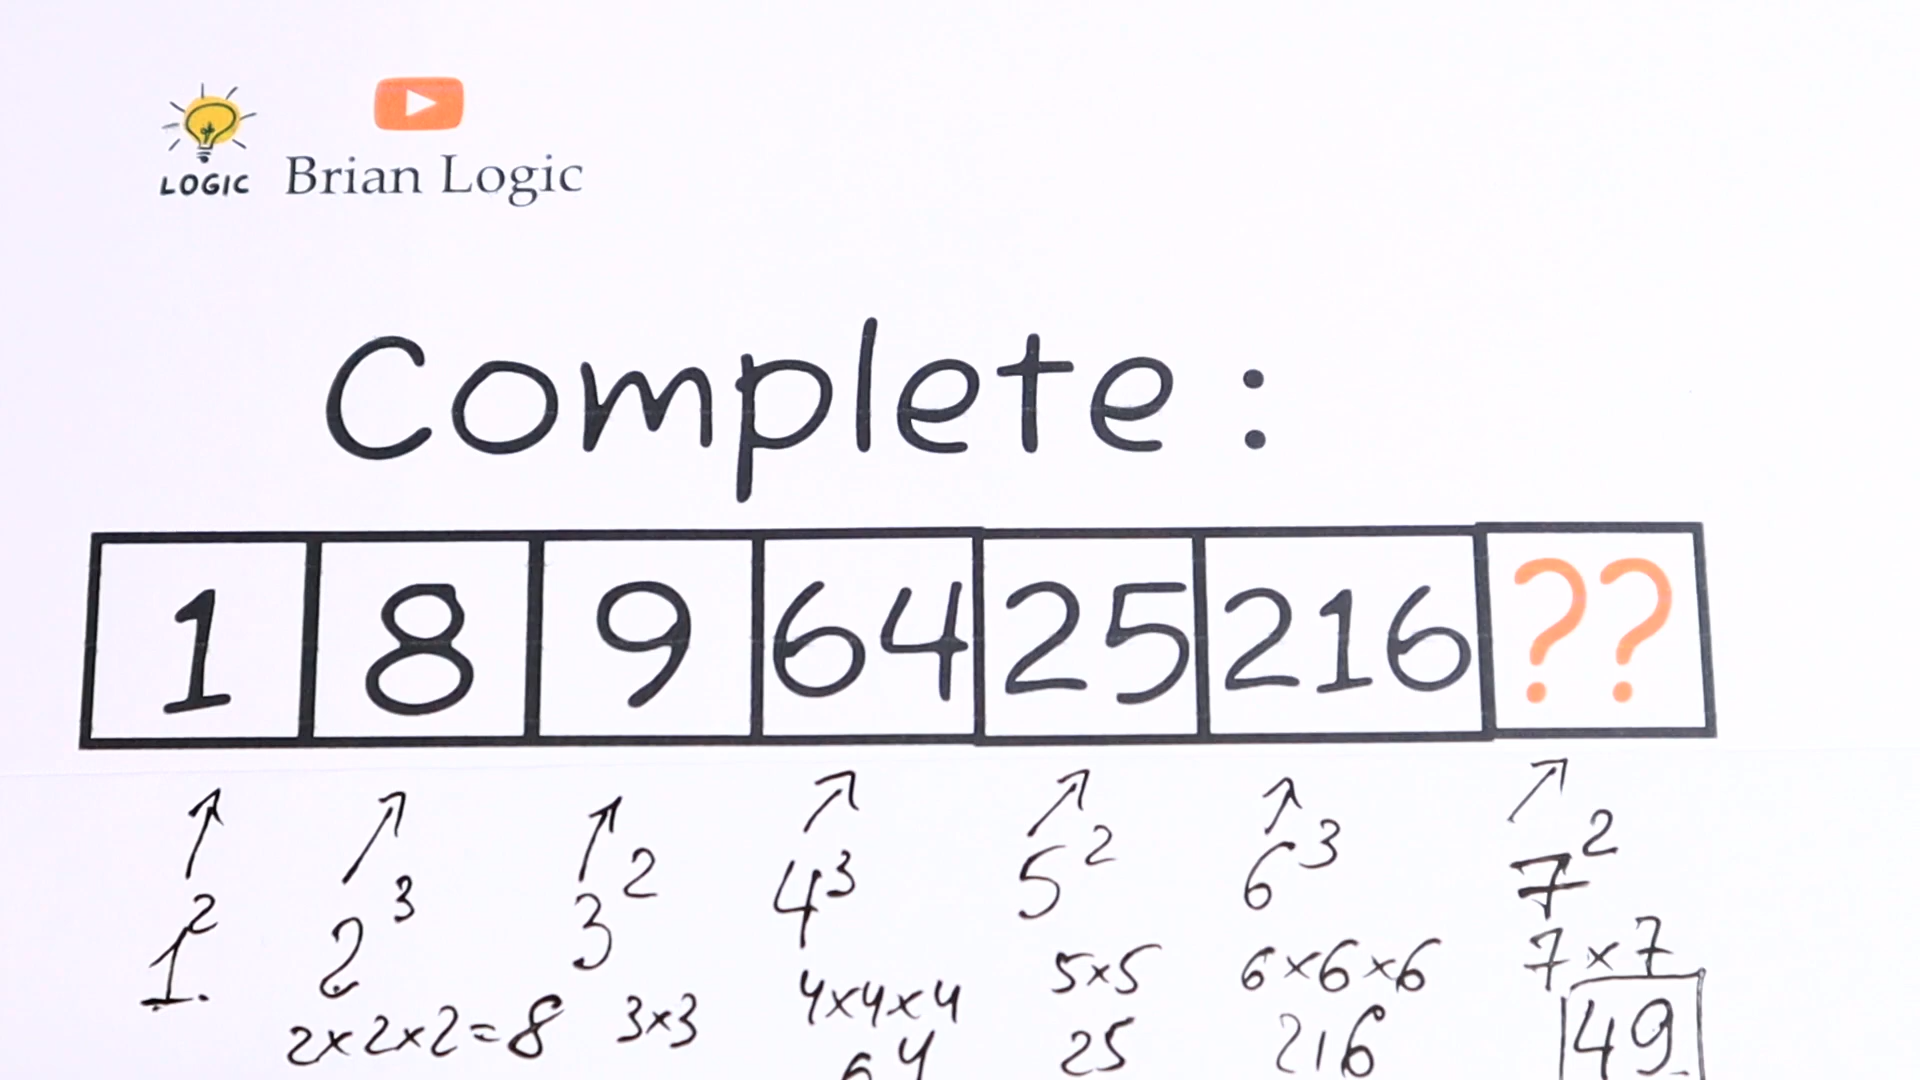 LOGIC Brian Logic
Complete :
1 8 9 64 25 216 ??
1² 2³ 3² 4³ 5² 6³ 7²
2×2×2=8 3×3 4×4×4 5×5 6×6×6 7×7
64 25 216 49